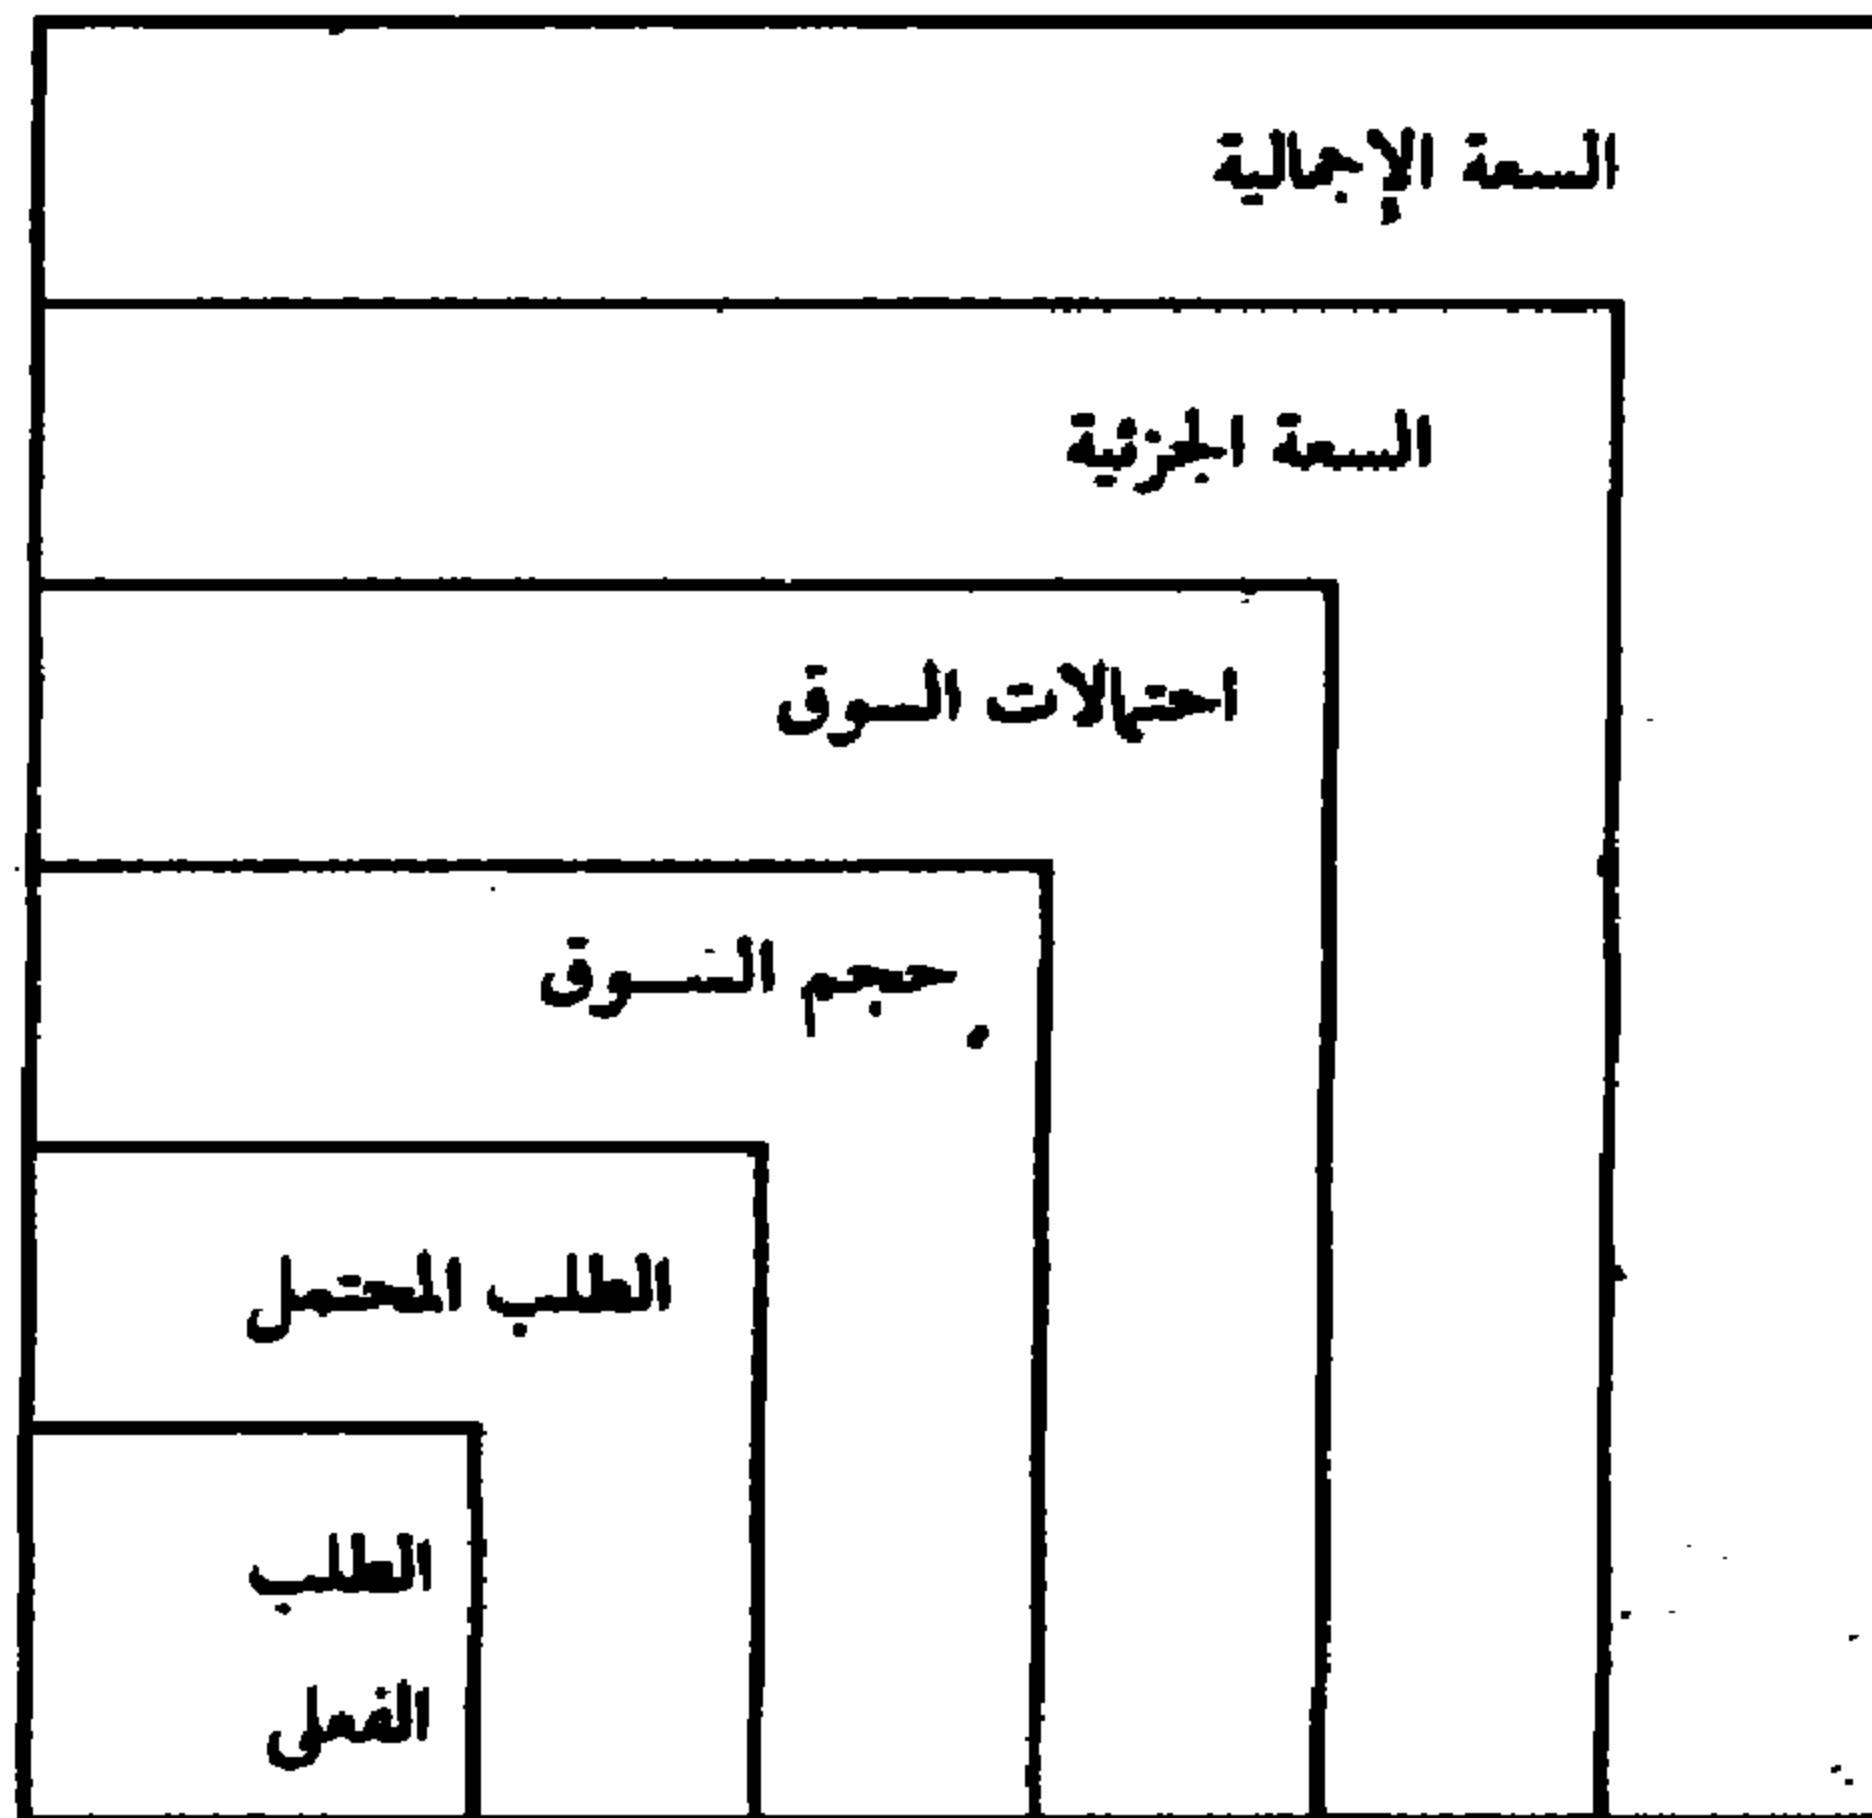 السعة الإجمالية
السعة الجزئية
احتمالات السوق
حجم السوق
الطلب المحتمل
الطلب
الفعلي